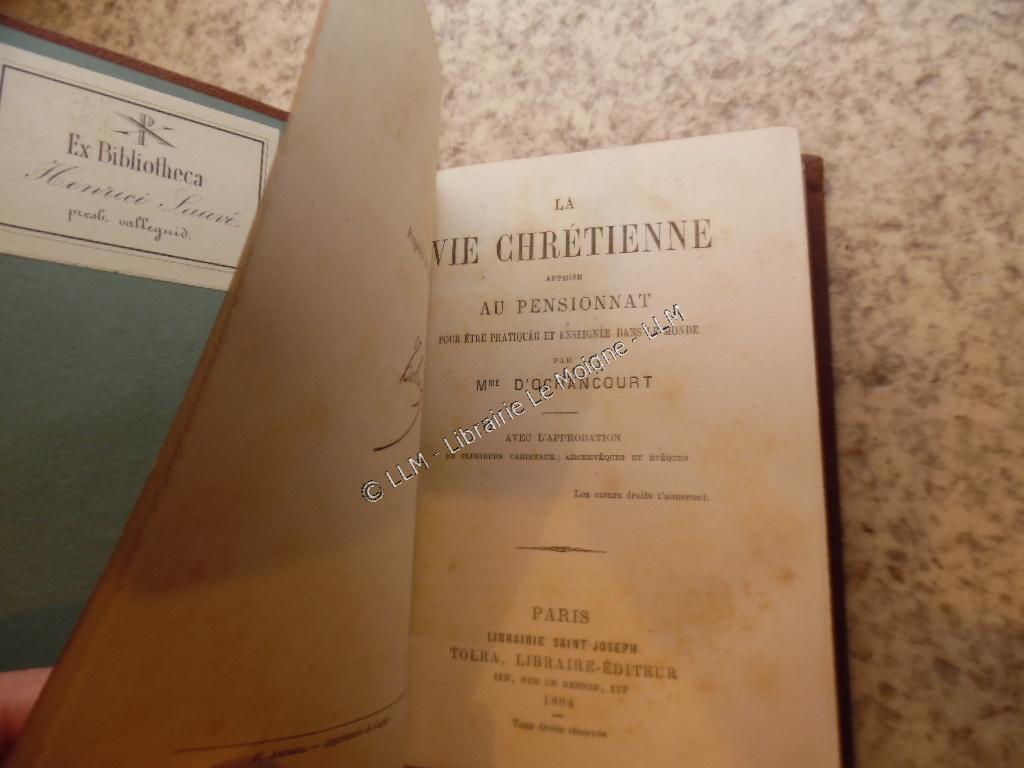 Ex Bibliotheca
Henrici Sauvé,
presb. valleguid.
LA
VIE CHRÉTIENNE
APPRISE
AU PENSIONNAT
POUR ÊTRE PRATIQUÉE ET ENSEIGNÉE DANS LE MONDE
PAR
MME D'OCHANCOURT
AVEC L'APPROBATION
DE PLUSIEURS CARDINAUX, ARCHEVÊQUES ET ÉVÊQUES
Les cœurs droits t'aimeront.
PARIS
LIBRAIRIE SAINT-JOSEPH
TOLRA, LIBRAIRE-ÉDITEUR
112, RUE DE RENNES, 112
1884
Tous droits réservés
© LLM - Librairie Le Moigne - LLM